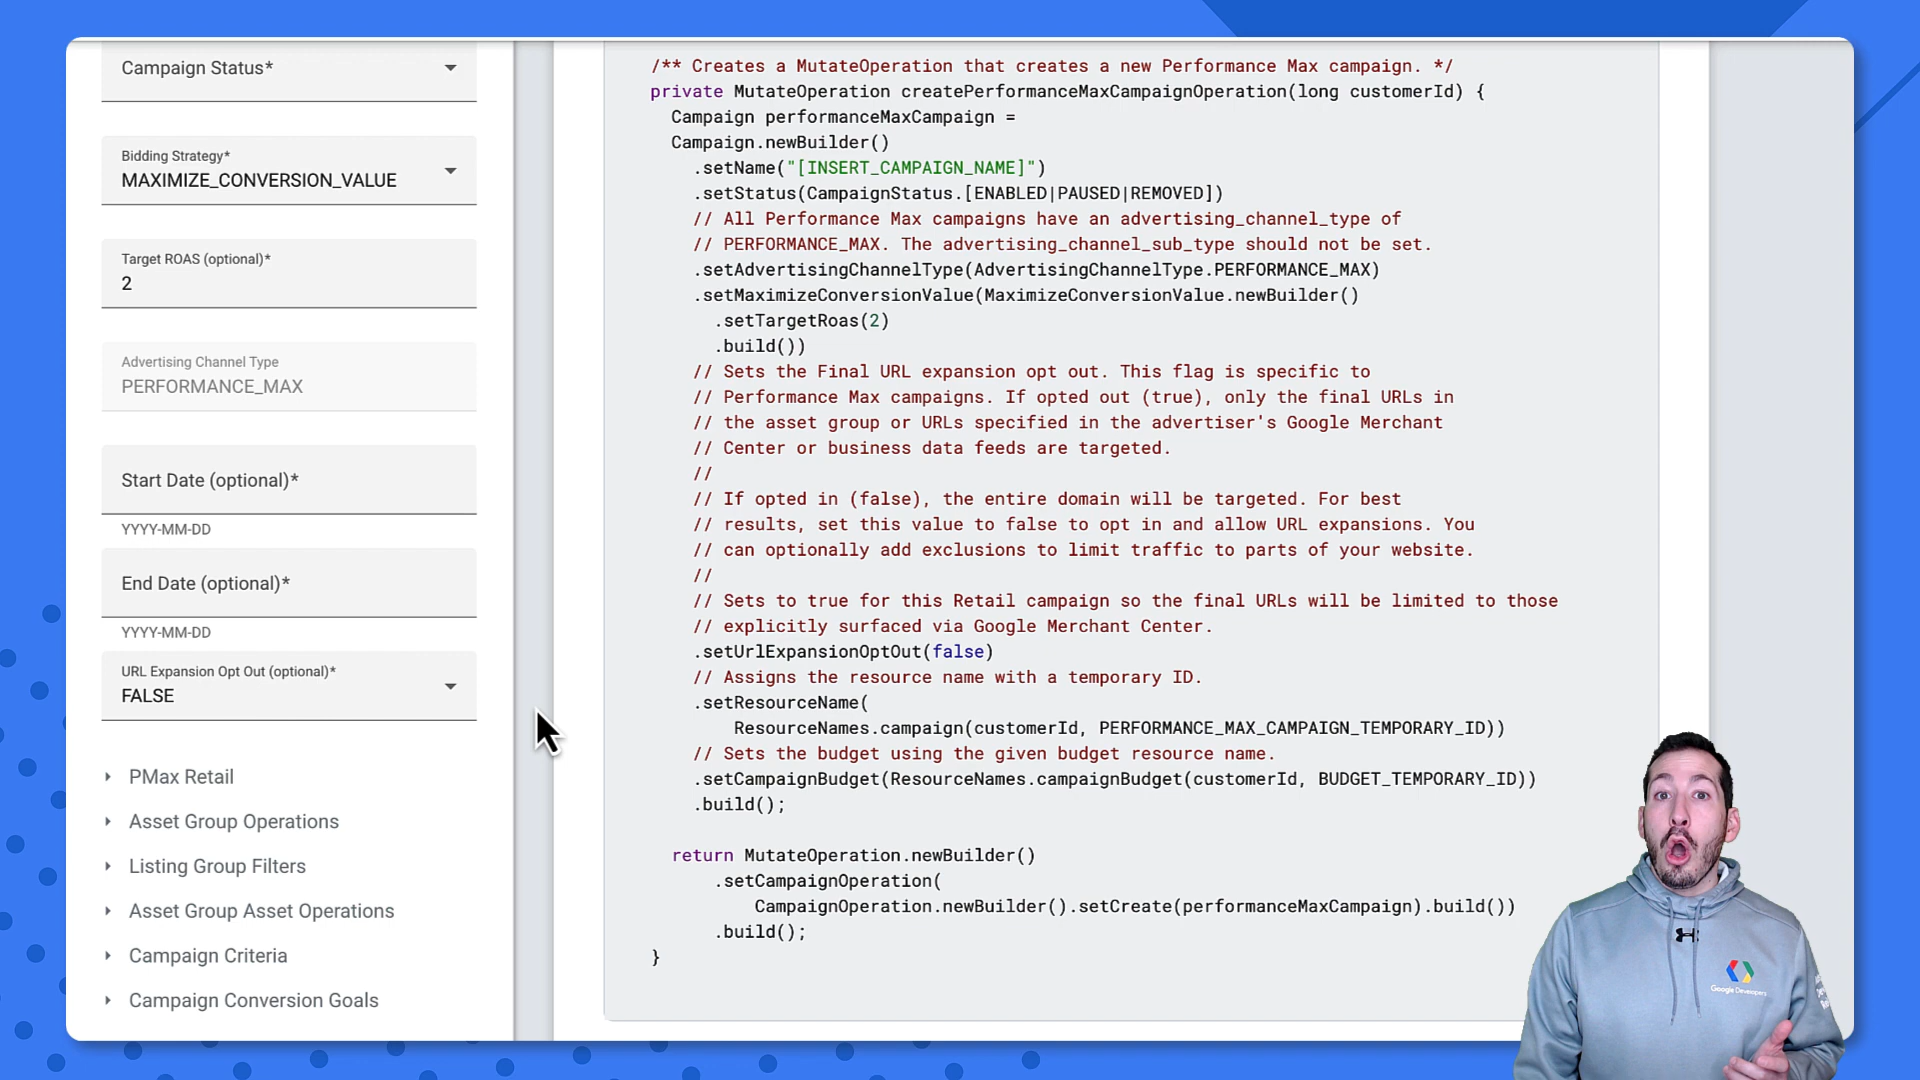 Campaign Status*
Bidding Strategy*
MAXIMIZE_CONVERSION_VALUE
Target ROAS (optional)*
2
Advertising Channel Type
PERFORMANCE_MAX
Start Date (optional)*
YYYY-MM-DD
End Date (optional)*
YYYY-MM-DD
URL Expansion Opt Out (optional)*
FALSE
PMax Retail
Asset Group Operations
Listing Group Filters
Asset Group Asset Operations
Campaign Criteria
Campaign Conversion Goals
/** Creates a MutateOperation that creates a new Performance Max campaign. */
private MutateOperation createPerformanceMaxCampaignOperation(long customerId) {
Campaign performanceMaxCampaign =
Campaign.newBuilder()
.setName("[INSERT_CAMPAIGN_NAME]")
.setStatus(CampaignStatus.[ENABLED|PAUSED|REMOVED])
// All Performance Max campaigns have an advertising_channel_type of
// PERFORMANCE_MAX. The advertising_channel_sub_type should not be set.
.setAdvertisingChannelType(AdvertisingChannelType.PERFORMANCE_MAX)
.setMaximizeConversionValue(MaximizeConversionValue.newBuilder()
.setTargetRoas(2)
.build())
// Sets the Final URL expansion opt out. This flag is specific to
// Performance Max campaigns. If opted out (true), only the final URLs in
// the asset group or URLs specified in the advertiser's Google Merchant
// Center or business data feeds are targeted.
//
// If opted in (false), the entire domain will be targeted. For best
// results, set this value to false to opt in and allow URL expansions. You
// can optionally add exclusions to limit traffic to parts of your website.
//
// Sets to true for this Retail campaign so the final URLs will be limited to those
// explicitly surfaced via Google Merchant Center.
.setUrlExpansionOptOut(false)
// Assigns the resource name with a temporary ID.
.setResourceName(
ResourceNames.campaign(customerId, PERFORMANCE_MAX_CAMPAIGN_TEMPORARY_ID))
// Sets the budget using the given budget resource name.
.setCampaignBudget(ResourceNames.campaignBudget(customerId, BUDGET_TEMPORARY_ID))
.build();
return MutateOperation.newBuilder()
.setCampaignOperation(
CampaignOperation.newBuilder().setCreate(performanceMaxCampaign).build())
.build();
}
Google Developers